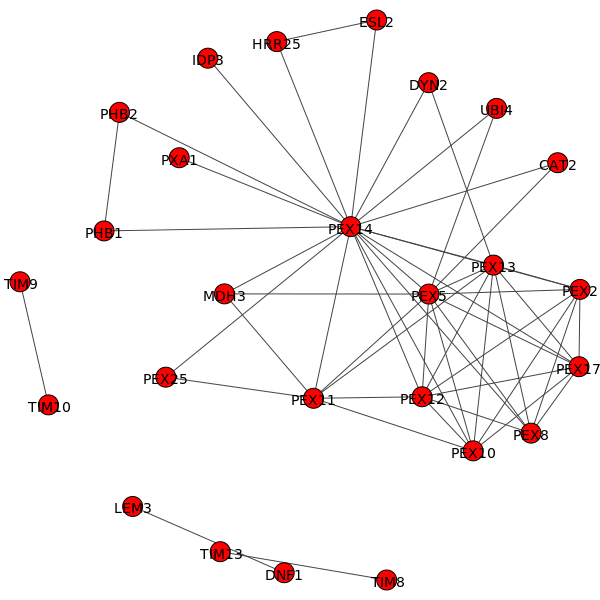 ESL2
HRR25
IDP3
DYN2
UBI4
PHB2
PXA1
CAT2
PEX14
PHB1
PEX13
TIM9
MDH3
PEX5
PEX2
PEX17
PEX25
PEX11
PEX12
TIM10
PEX8
PEX10
LEM3
TIM13
DNF1
TIM8